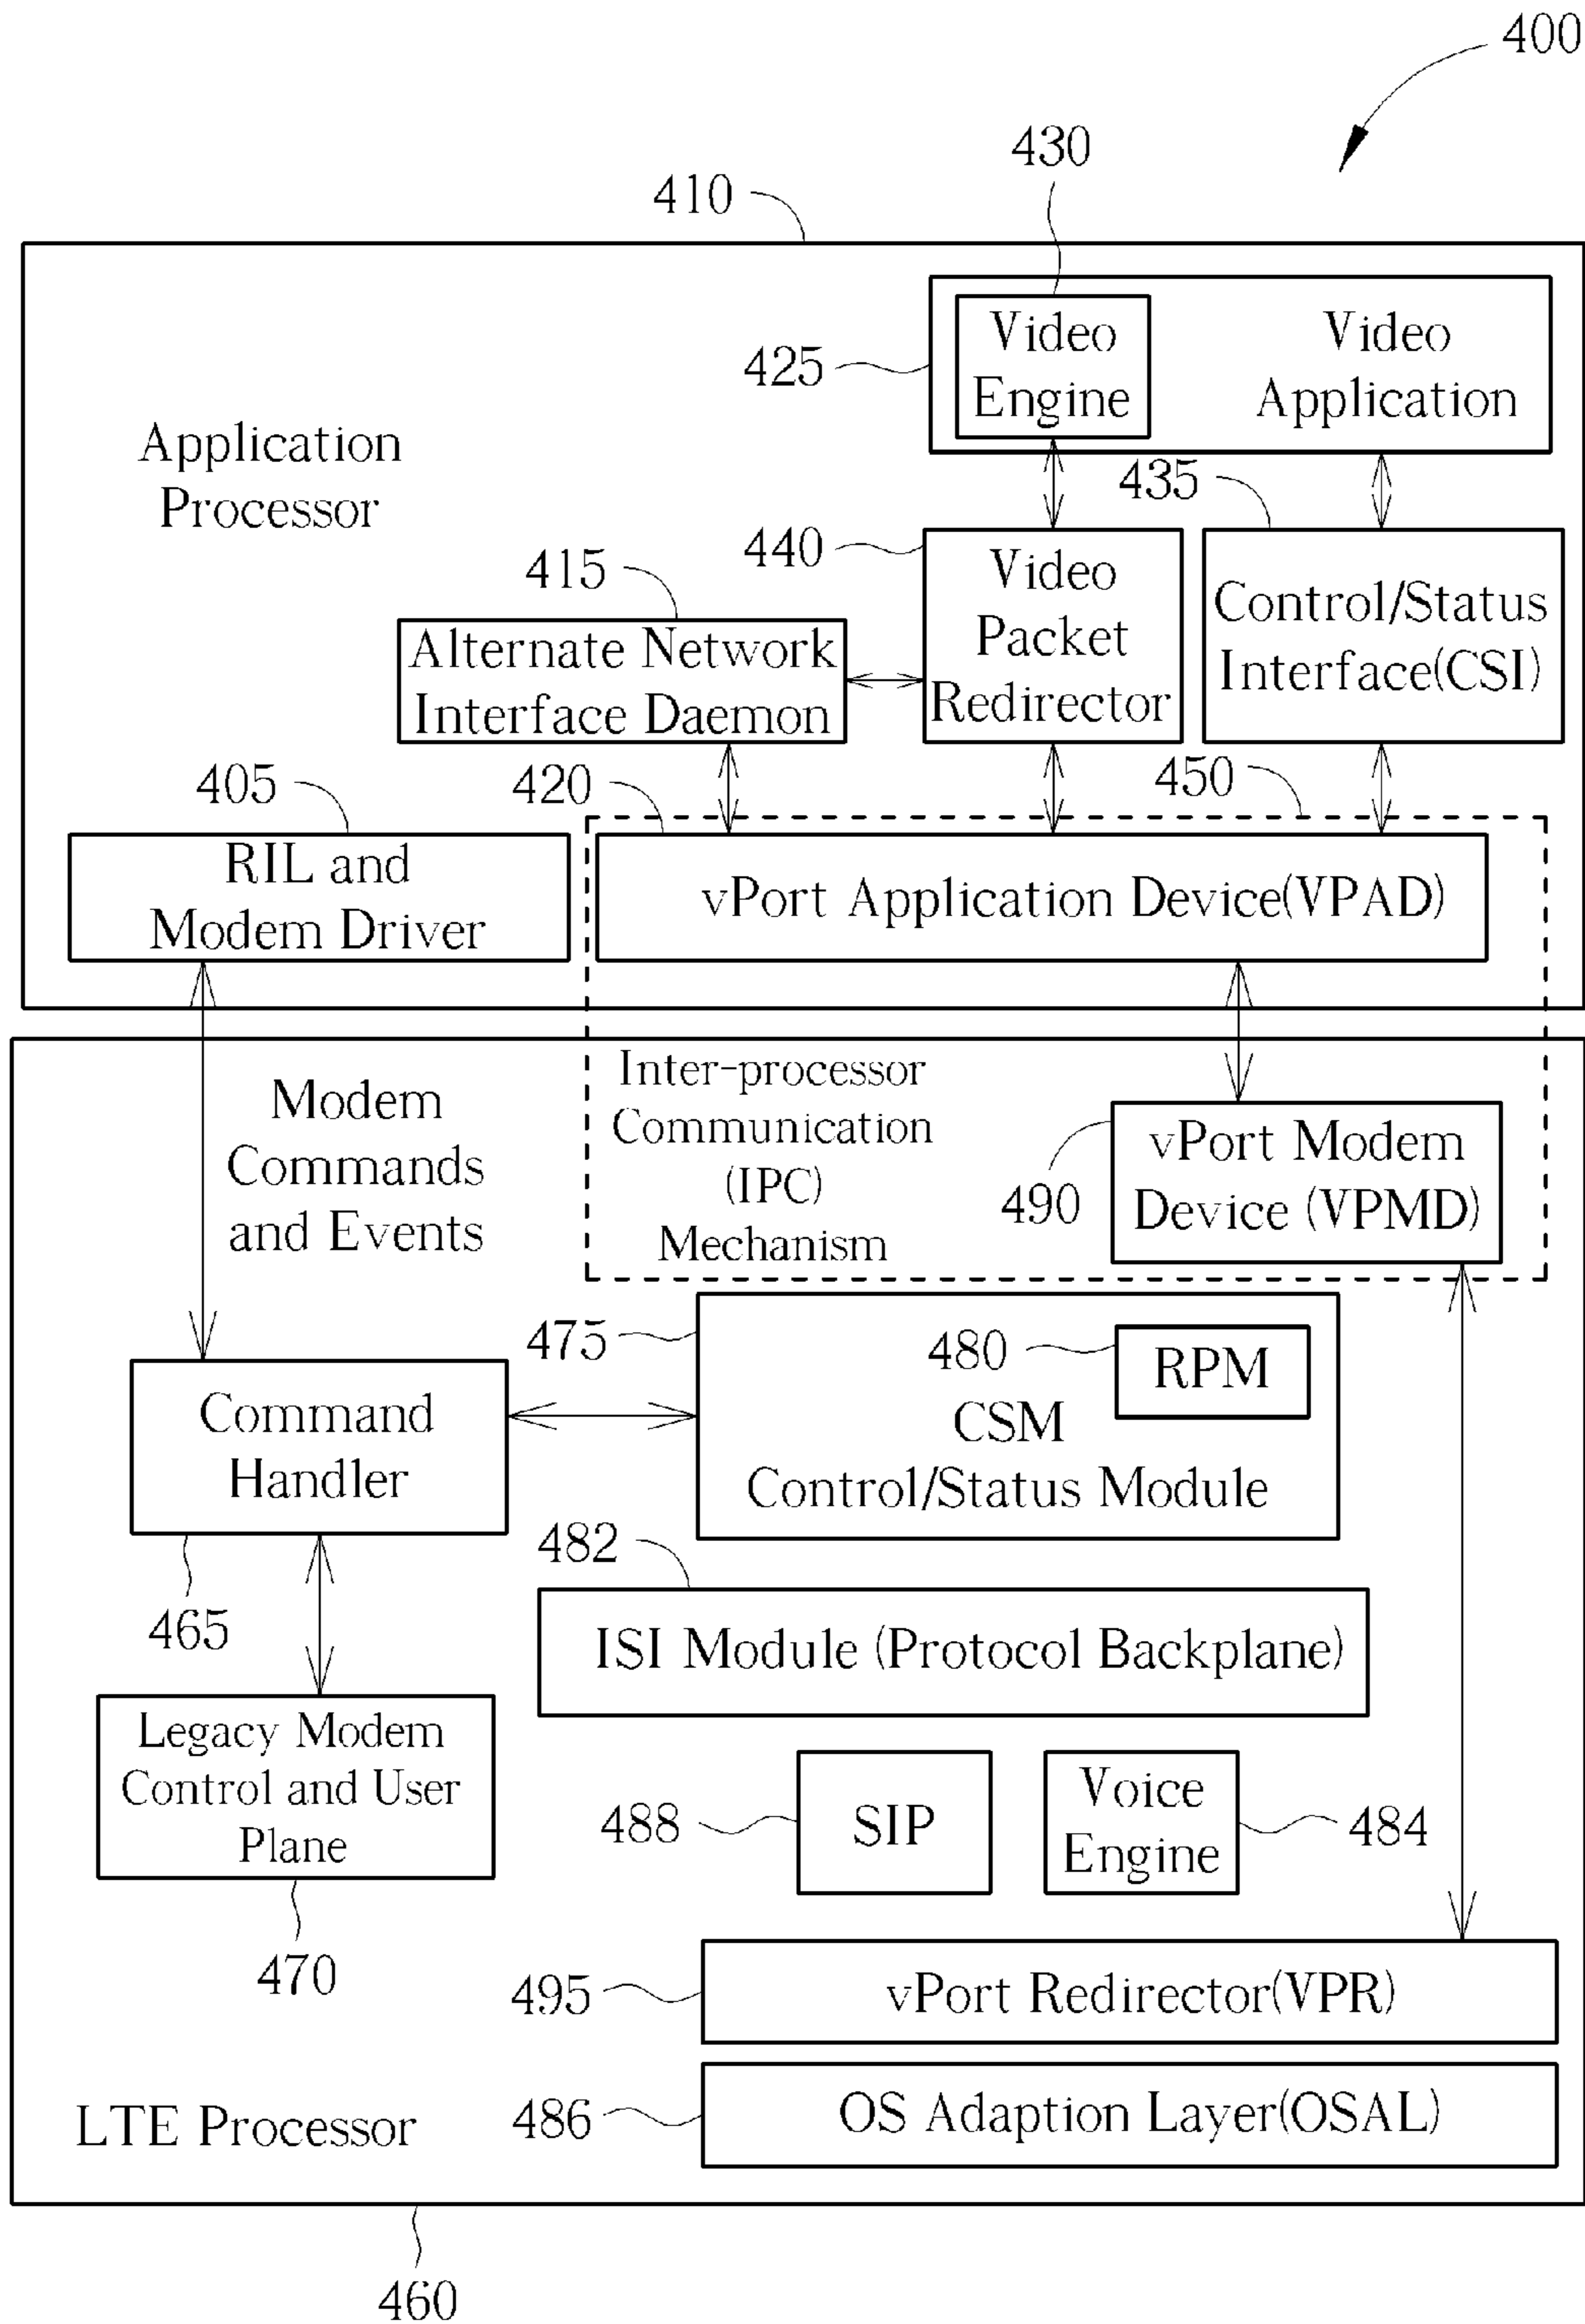 400
430
410
Video
Engine
Video
Application
425
Application
Processor
435
440
415
Video
Packet
Redirector
Control/Status
Interface(CSI)
Alternate Network
Interface Daemon
405
420
450
RIL and
Modem Driver
vPort Application Device(VPAD)
Modem
Commands
and Events
Inter-processor
Communication
(IPC)
Mechanism
490
vPort Modem
Device (VPMD)
475
480
RPM
CSM
Control/Status Module
Command
Handler
465
482
ISI Module (Protocol Backplane)
Legacy Modem
Control and User
Plane
470
488
SIP
Voice
Engine
484
495
vPort Redirector(VPR)
486
OS Adaption Layer(OSAL)
LTE Processor
460